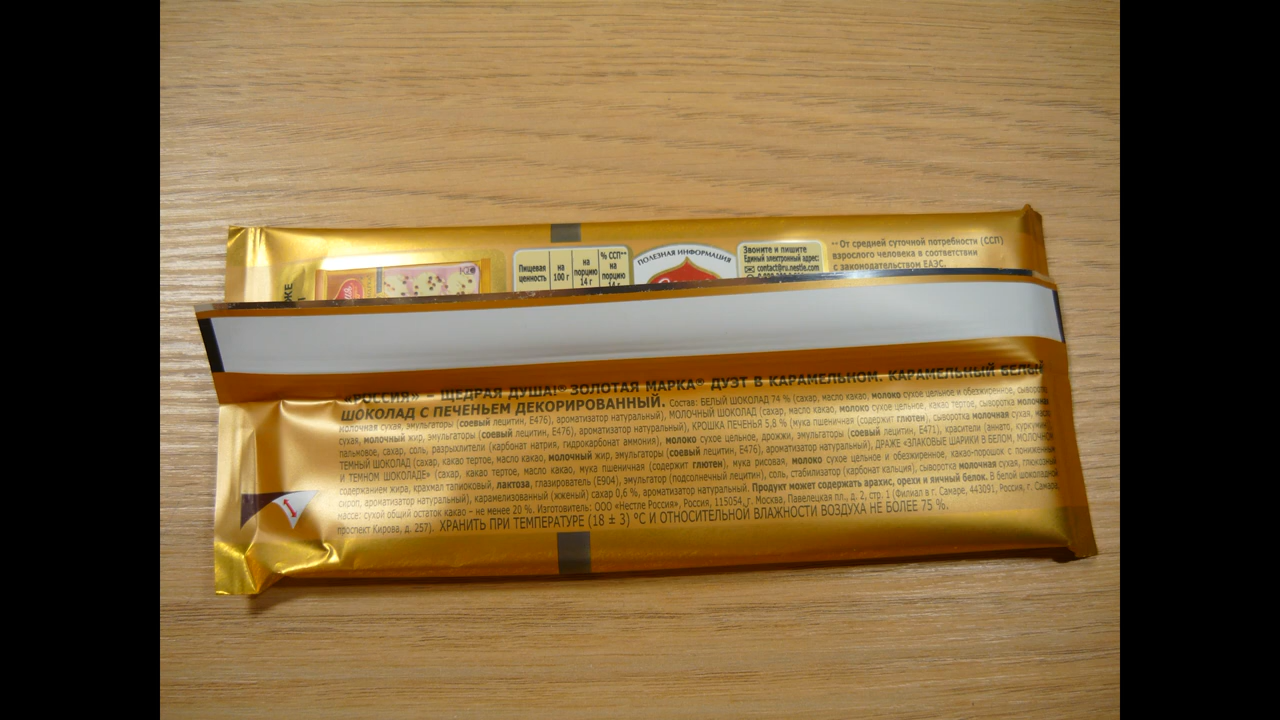 ПОЛЕЗНАЯ ИНФОРМАЦИЯ
Пищевая ценность
на 100 г
на порцию 14 г
% ССП** на порцию 14 г
Звоните и пишите
Единый электронный адрес:
contact@ru.nestle.com
** От средней суточной потребности (ССП)
взрослого человека в соответствии
с законодательством ЕАЭС.
«РОССИЯ» – ЩЕДРАЯ ДУША!® ЗОЛОТАЯ МАРКА® ДУЭТ В КАРАМЕЛЬНОМ. КАРАМЕЛЬНЫЙ БЕЛЫЙ
ШОКОЛАД С ПЕЧЕНЬЕМ ДЕКОРИРОВАННЫЙ. Состав: БЕЛЫЙ ШОКОЛАД 74 % (сахар, масло какао, молоко сухое цельное и обезжиренное, сыворотка
молочная сухая, эмульгаторы (соевый лецитин, Е476), ароматизатор натуральный), МОЛОЧНЫЙ ШОКОЛАД (сахар, масло какао, молоко сухое цельное, какао тертое, сыворотка молочная
сухая, молочный жир, эмульгаторы (соевый лецитин, Е476), ароматизатор натуральный), КРОШКА ПЕЧЕНЬЯ 5,8 % (мука пшеничная (содержит глютен), сыворотка молочная сухая, масло
пальмовое, сахар, соль, разрыхлители (карбонат натрия, гидрокарбонат аммония), молоко сухое цельное, дрожжи, эмульгаторы (соевый лецитин, Е471), красители (аннато, куркумин),
ТЕМНЫЙ ШОКОЛАД (сахар, какао тертое, масло какао, молочный жир, эмульгаторы (соевый лецитин, Е476), ароматизатор натуральный), ДРАЖЕ «ЗЛАКОВЫЕ ШАРИКИ В БЕЛОМ, МОЛОЧНОМ
И ТЕМНОМ ШОКОЛАДЕ» (сахар, какао тертое, масло какао, мука пшеничная (содержит глютен), мука рисовая, молоко сухое цельное и обезжиренное, какао-порошок с пониженным
содержанием жира, крахмал тапиоковый, лактоза, глазирователь (Е904), эмульгатор (подсолнечный лецитин), соль, стабилизатор (карбонат кальция), сыворотка молочная сухая, глюкозный
сироп, ароматизатор натуральный), карамелизованный (жженый) сахар 0,6 %, ароматизатор натуральный. Продукт может содержать арахис, орехи и яичный белок. В белой шоколадной
массе: сухой общий остаток какао – не менее 20 %. Изготовитель: ООО «Нестле Россия», Россия, 115054, г. Москва, Павелецкая пл., д. 2, стр. 1 (Филиал в г. Самаре, 443091, Россия, г. Самара,
проспект Кирова, д. 257). ХРАНИТЬ ПРИ ТЕМПЕРАТУРЕ (18 ± 3) °С И ОТНОСИТЕЛЬНОЙ ВЛАЖНОСТИ ВОЗДУХА НЕ БОЛЕЕ 75 %.